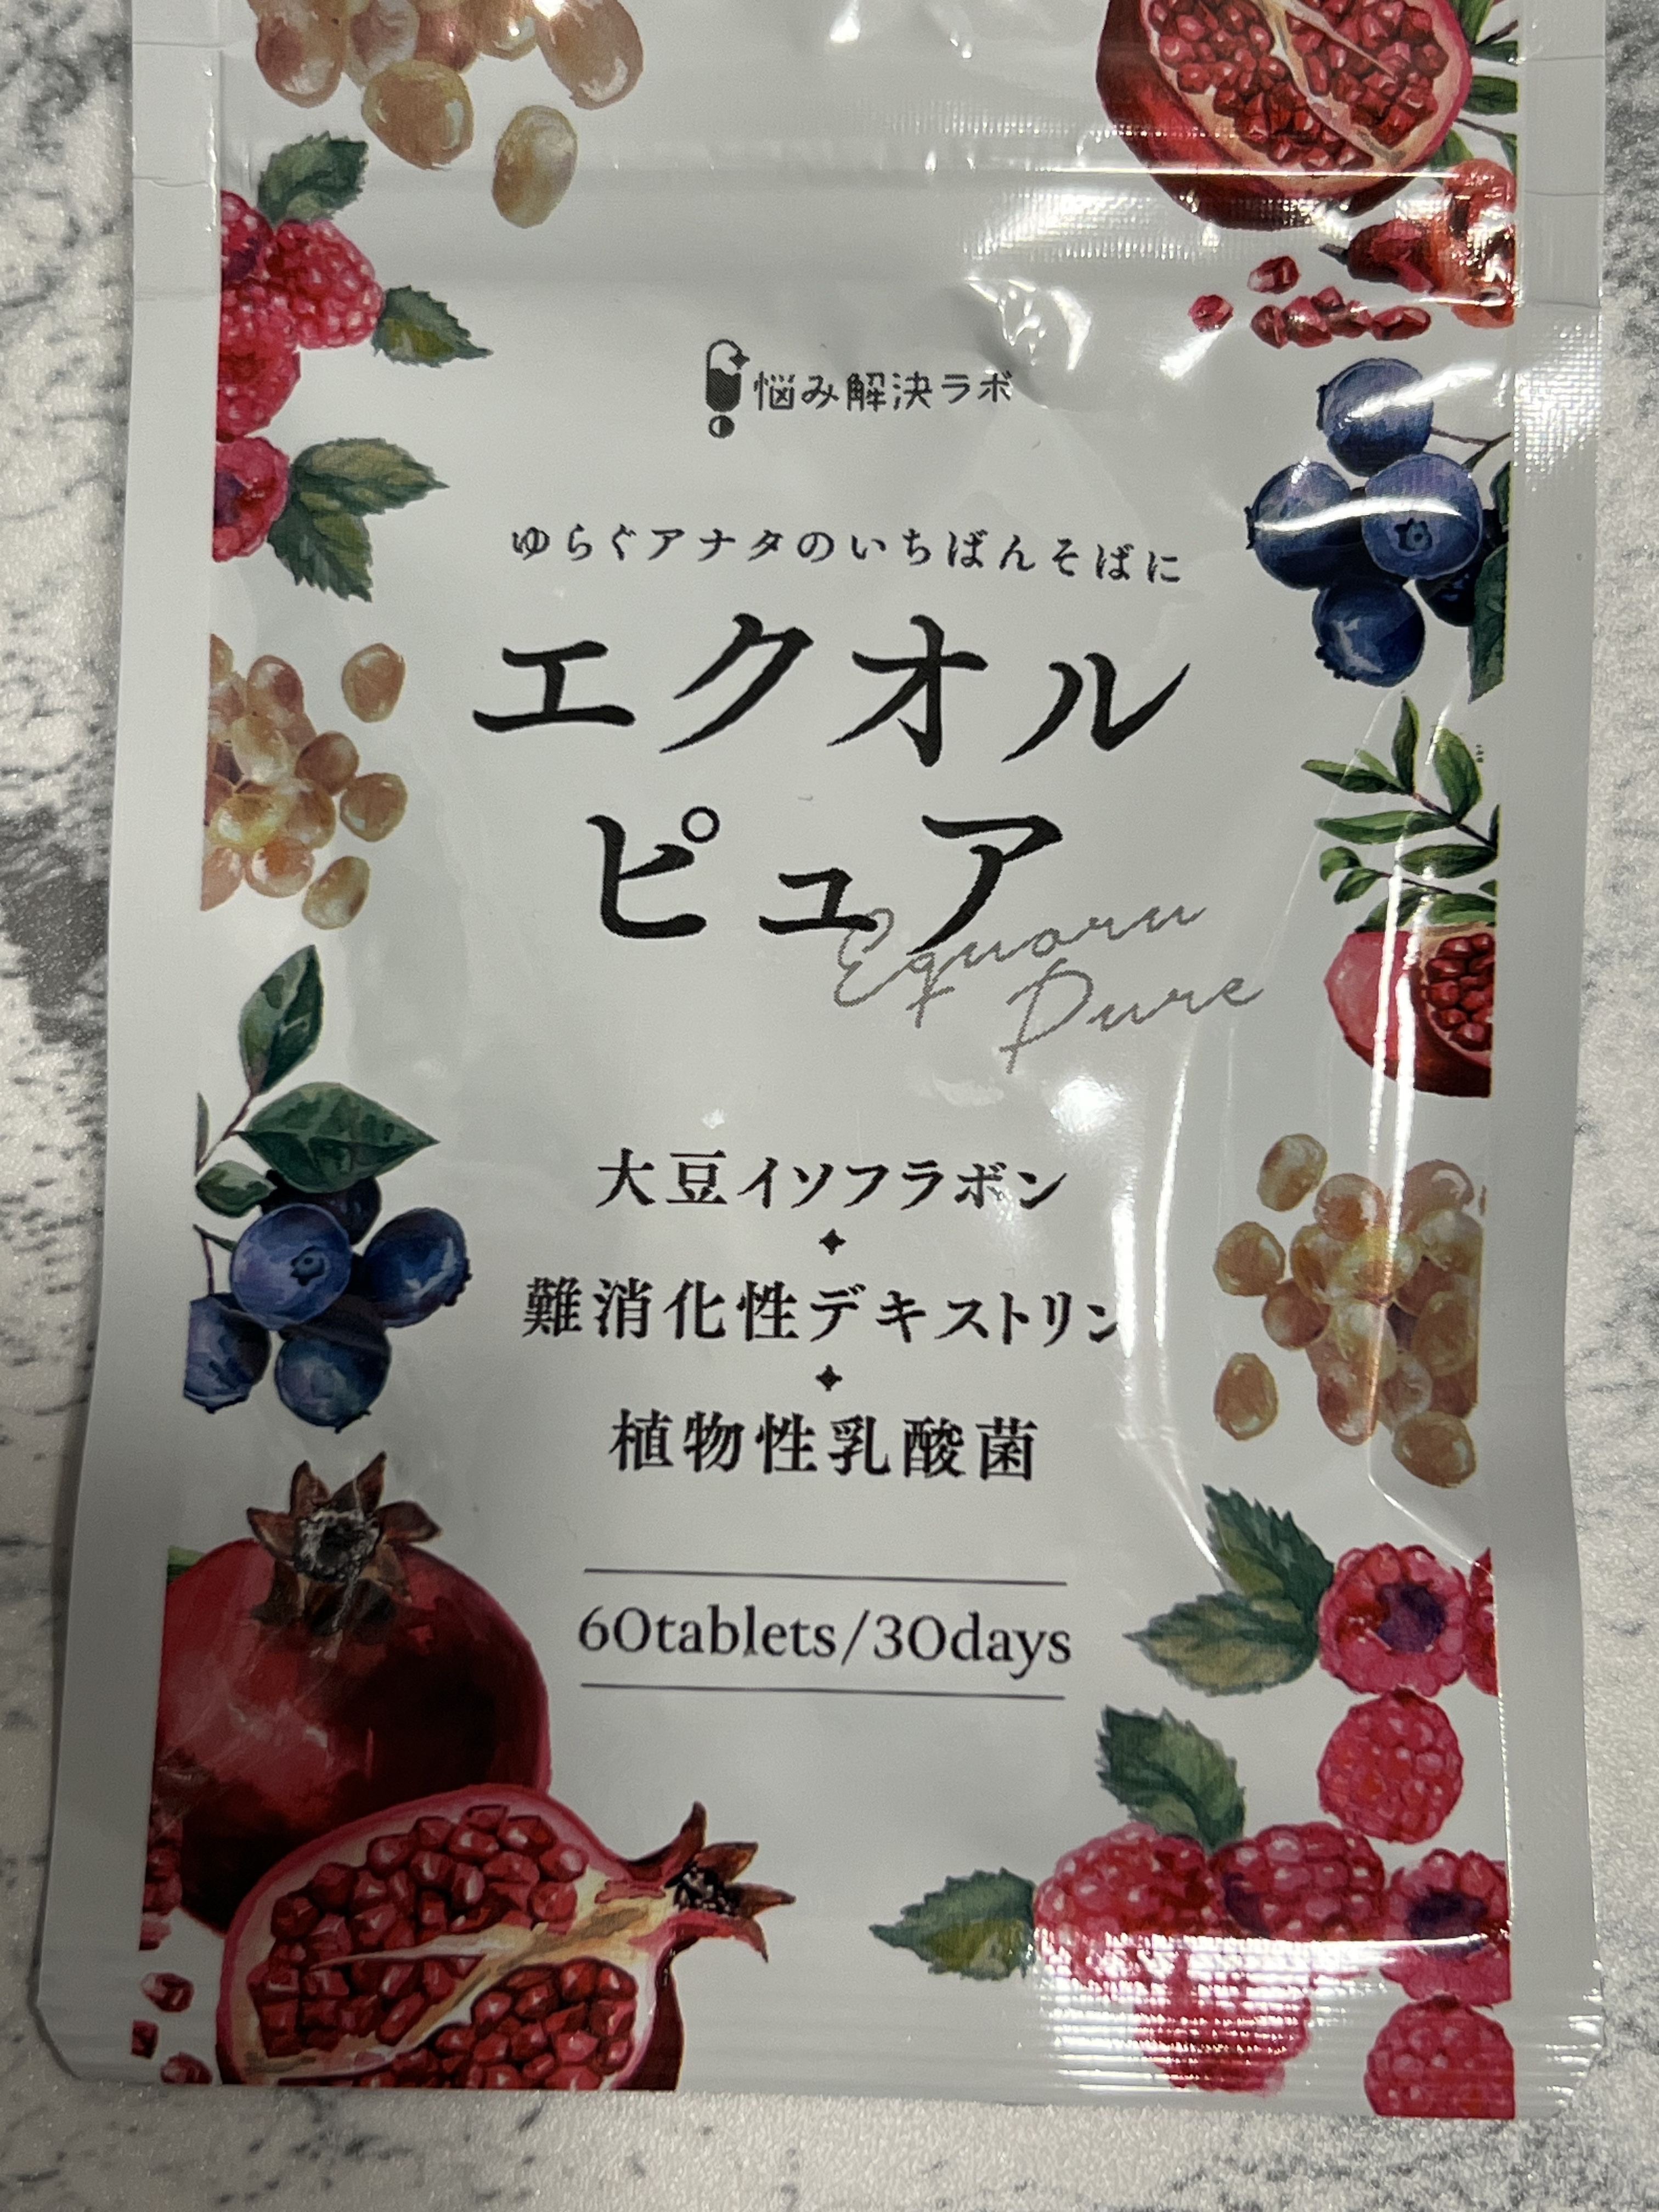 悩み解決ラボ
ゆらぐアナタのいちばんそばに
エクオル
ピュア
Equoru
Pure
大豆イソフラボン
難消化性デキストリン
植物性乳酸菌
60tablets/30days